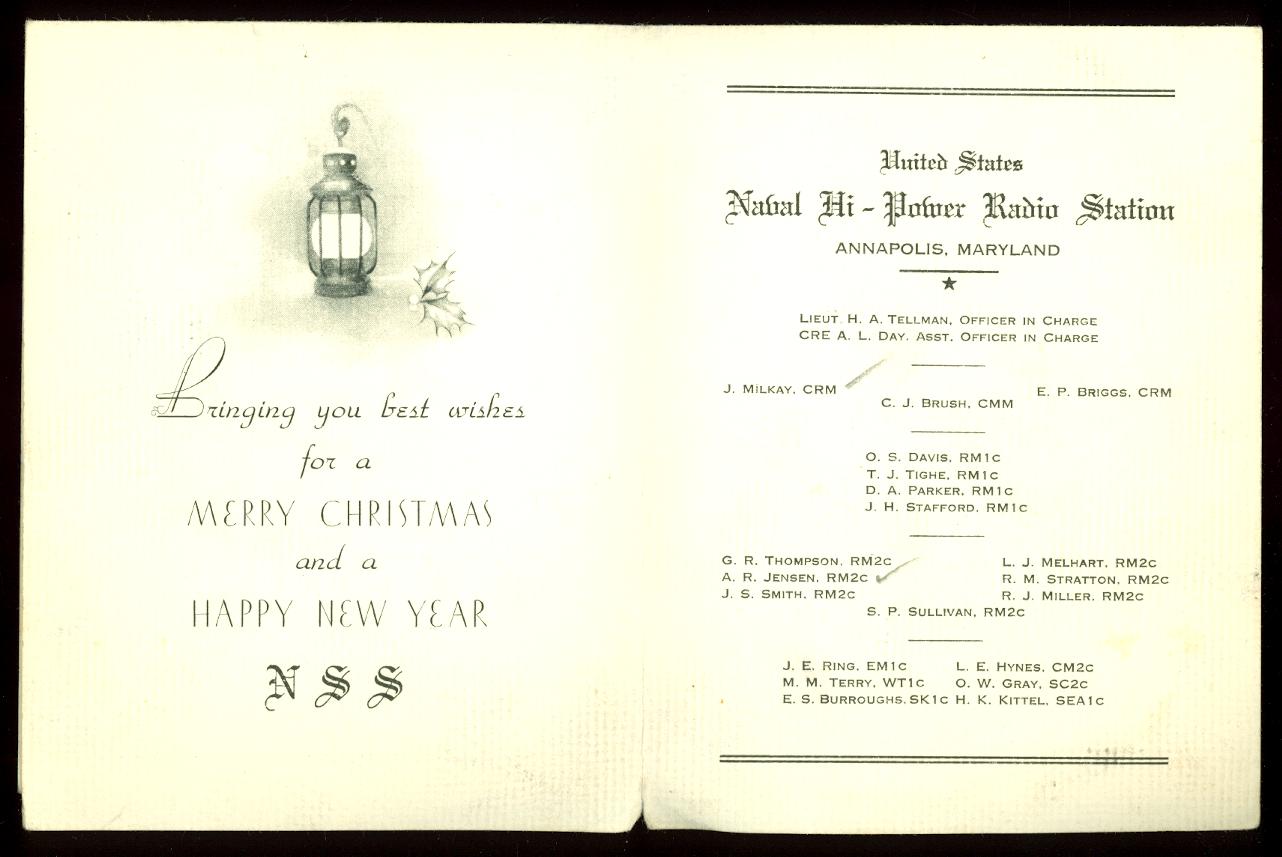 Bringing you best wishes
for a
MERRY CHRISTMAS
and a
HAPPY NEW YEAR
NSS
United States
Naval Hi-Power Radio Station
ANNAPOLIS, MARYLAND
LIEUT. H. A. TELLMAN, OFFICER IN CHARGE
CRE A. L. DAY. ASST. OFFICER IN CHARGE
J. MILKAY, CRM
E. P. BRIGGS, CRM
C. J. BRUSH, CMM
O. S. DAVIS, RM1C
T. J. TIGHE, RM1C
D. A. PARKER, RM1C
J. H. STAFFORD, RM1C
G. R. THOMPSON, RM2C
A. R. JENSEN, RM2C
J. S. SMITH, RM2C
L. J. MELHART, RM2C
R. M. STRATTON, RM2C
R. J. MILLER, RM2C
S. P. SULLIVAN, RM2C
J. E. RING, EM1C
M. M. TERRY, WT1C
E. S. BURROUGHS, SK1C
L. E. HYNES, CM2C
O. W. GRAY, SC2C
H. K. KITTEL, SEA1C